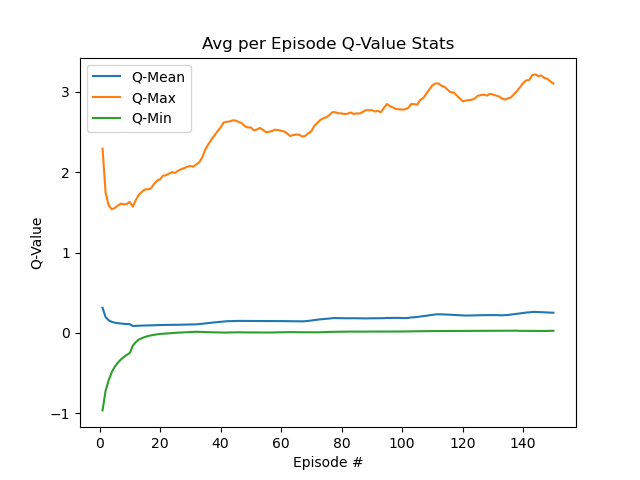 Avg per Episode Q-Value Stats
Q-Mean
Q-Max
Q-Min
Q-Value
3
2
1
0
−1
0 20 40 60 80 100 120 140
Episode #